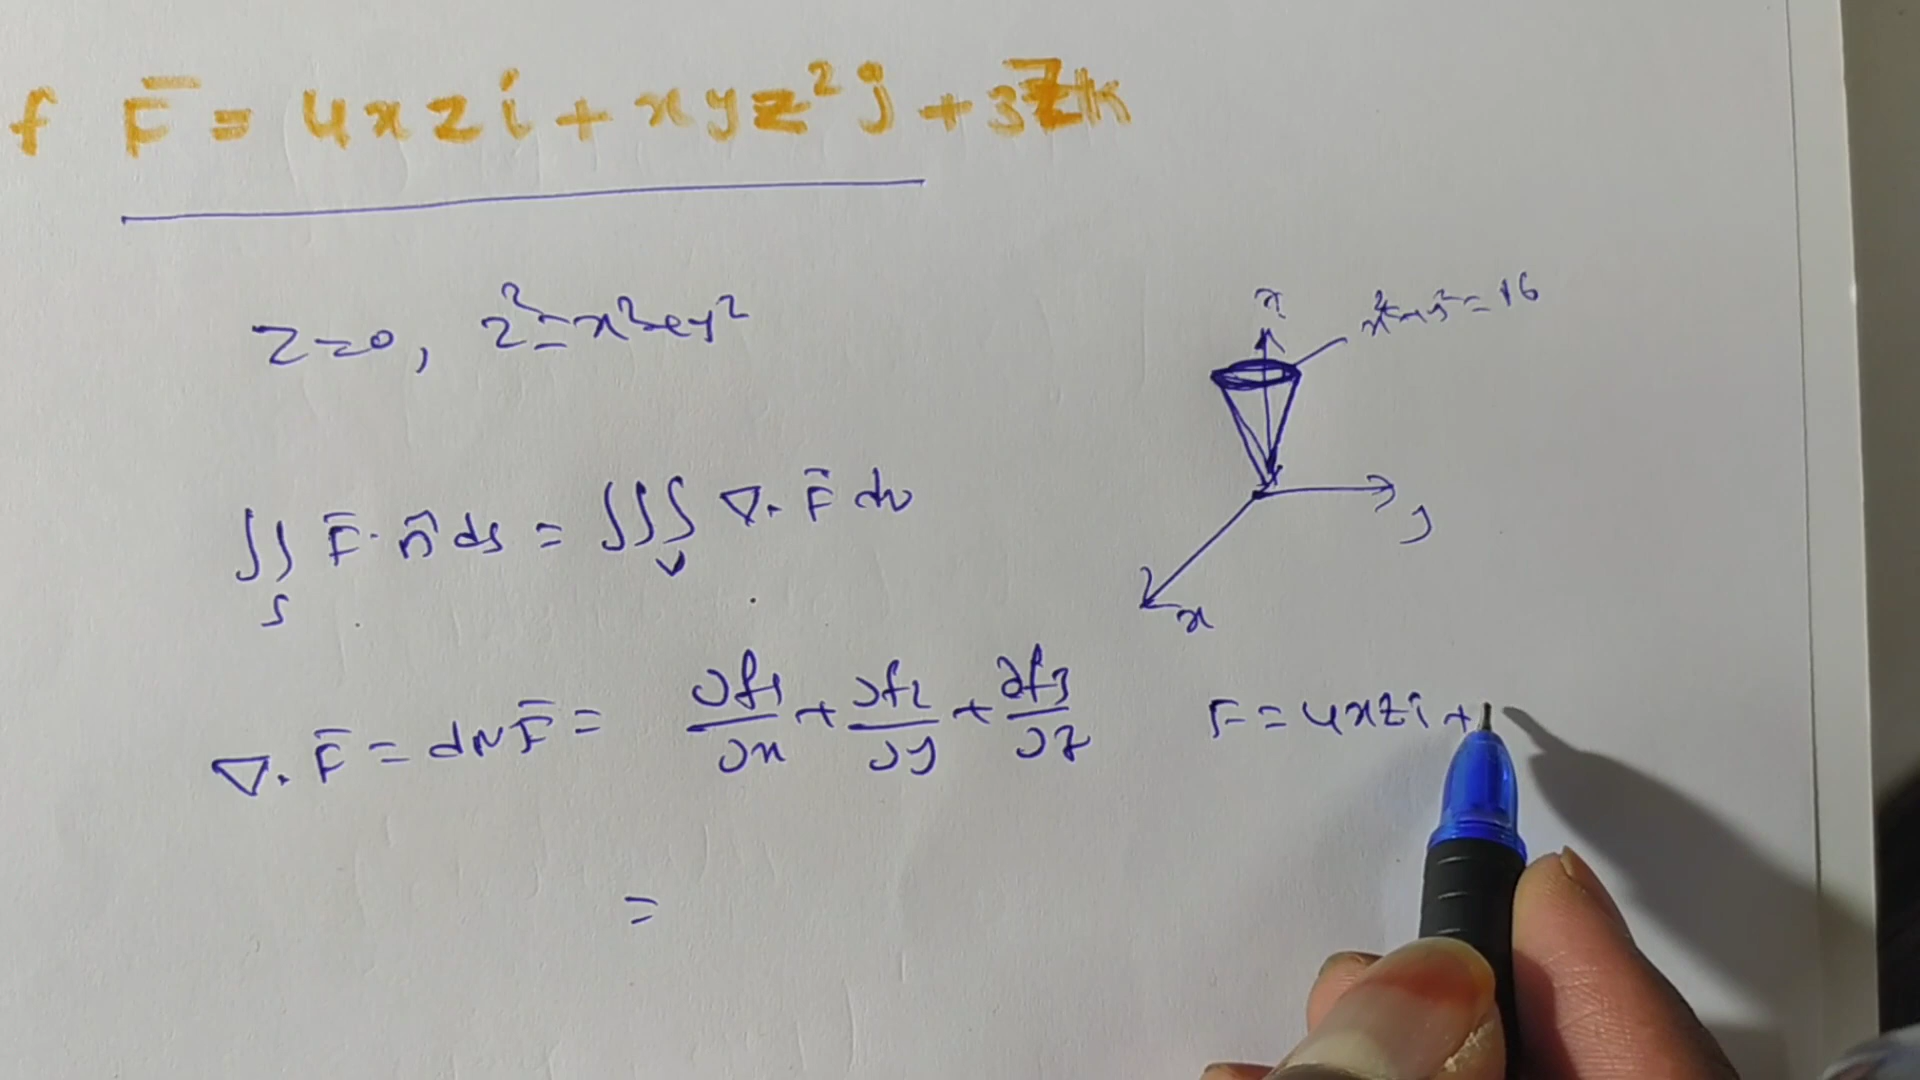 f F̄ = 4xzi + xyz²j + 3zk
z=0, z²=x²+y²
x²+y²=16
∬ F̄·n̂ ds = ∭ ∇·F̄ dv
S V
y
x
∇·F̄ = div F̄ = ∂f1/∂x + ∂f2/∂y + ∂f3/∂z
F = 4xzi +
=